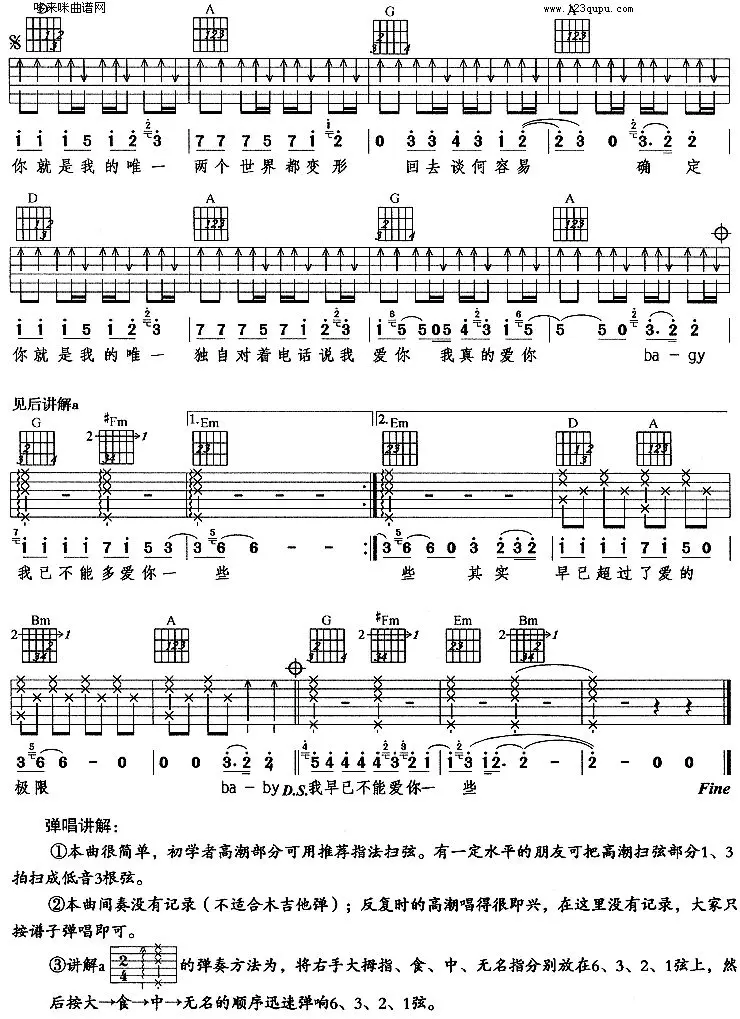 哆来咪曲谱网 www.123qupu.com
D A G A
i i i 5 i 2 3 7 7 7 5 7 i 2 0 3 3 4 3 i 2 2 3 0 3. 2 2
你就是我的唯一 两个世界都变形 回去谈何容易 确定
D A G A
i i i 5 i 2 3 7 7 7 5 7 i 2 3 i 5 5 0 5 4 3 i 5 5 5 0 3. 2 2
你就是我的唯一 独自对着电话说我 爱你 我真的爱你 ba - gy
见后讲解a
G #Fm 1. Em 2. Em D A
i i i i 7 i 5 3 3 6 6 - - 3 6 6 0 3 2 3 2 i i i i 7 i 5 0
我已不能多爱你一 些 些 其实 早已超过了爱的
Bm A G #Fm Em Bm
3 6 6 - 0 0 0 3. 2 2 5 4 4 4 4 3 2 i i 3 i 2. - 2 - 0 0
极限 ba - by D.S. 我早已不能爱你一 些 Fine
弹唱讲解：
①本曲很简单，初学者高潮部分可用推荐指法扫弦。有一定水平的朋友可把高潮扫弦部分1、3
拍扫成低音3根弦。
②本曲间奏没有记录（不适合木吉他弹）；反复时的高潮唱得很即兴，在这里没有记录，大家只
按谱子弹唱即可。
③讲解a 2/4 的弹奏方法为，将右手大拇指、食、中、无名指分别放在6、3、2、1弦上，然
后按大→食→中→无名的顺序迅速弹响6、3、2、1弦。